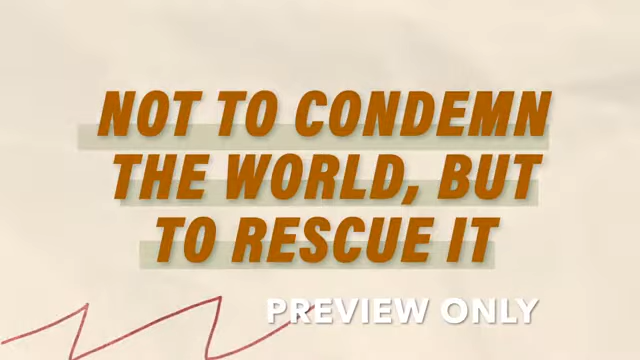 NOT TO CONDEMN
THE WORLD, BUT
TO RESCUE IT
PREVIEW ONLY